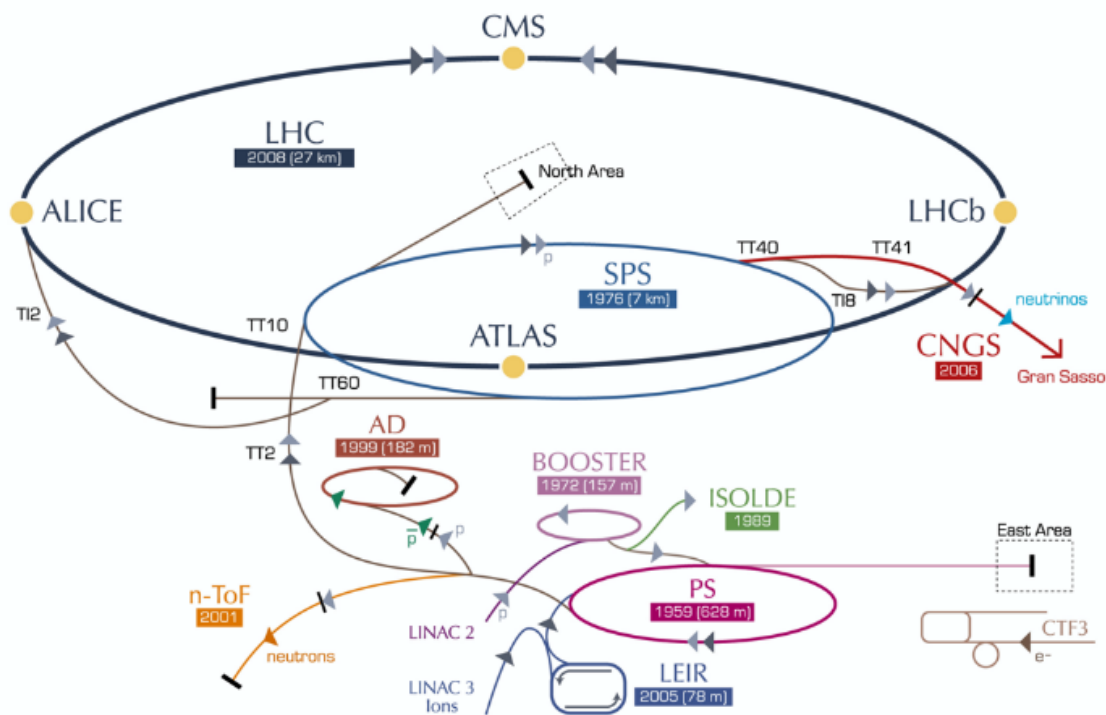 CMS
LHC
2008 (27 km)
North Area
ALICE
LHCb
TT40
TT41
p
SPS
1976 (7 km)
TI8
neutrinos
TI2
TT10
ATLAS
CNGS
2006
Gran Sasso
TT60
AD
1999 (182 m)
TT2
BOOSTER
1972 (157 m)
ISOLDE
1989
p̅
p
East Area
n-ToF
2001
PS
1959 (628 m)
p
LINAC 2
neutrons
CTF3
e-
LEIR
2005 (78 m)
LINAC 3
Ions